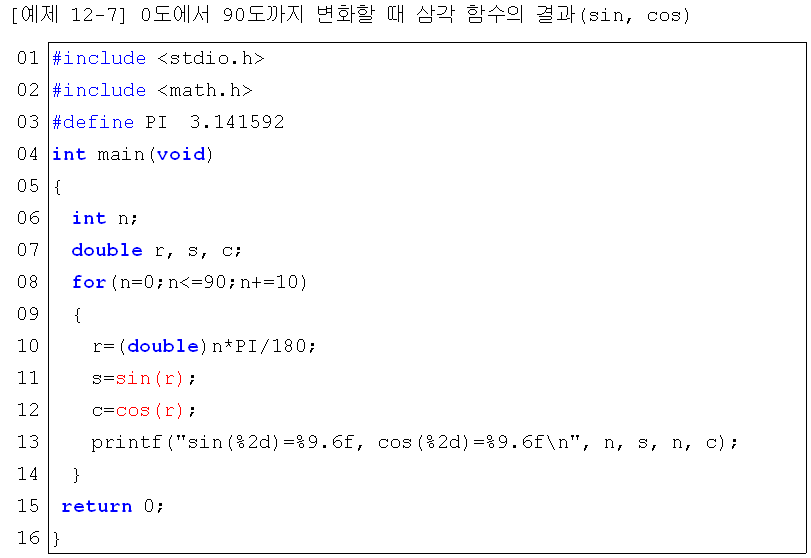 [예제 12-7] 0도에서 90도까지 변화할 때 삼각 함수의 결과(sin, cos)
01 #include <stdio.h>
02 #include <math.h>
03 #define PI  3.141592
04 int main(void)
05 {
06   int n;
07   double r, s, c;
08   for(n=0;n<=90;n+=10)
09   {
10     r=(double)n*PI/180;
11     s=sin(r);
12     c=cos(r);
13     printf("sin(%2d)=%9.6f, cos(%2d)=%9.6f\n", n, s, n, c);
14   }
15  return 0;
16 }